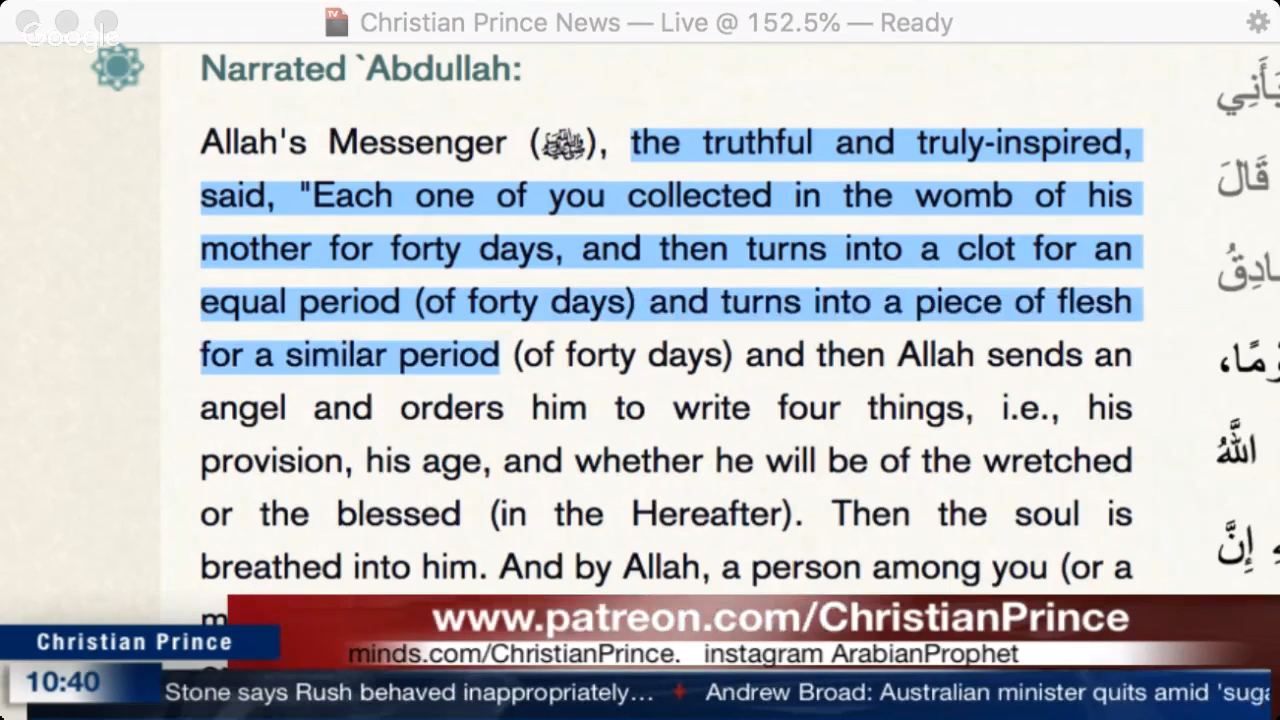 Christian Prince News — Live @ 152.5% — Ready
Google
Narrated `Abdullah:
Allah's Messenger (ﷺ), the truthful and truly-inspired,
said, "Each one of you collected in the womb of his
mother for forty days, and then turns into a clot for an
equal period (of forty days) and turns into a piece of flesh
for a similar period (of forty days) and then Allah sends an
angel and orders him to write four things, i.e., his
provision, his age, and whether he will be of the wretched
or the blessed (in the Hereafter). Then the soul is
breathed into him. And by Allah, a person among you (or a
قَالَ
اللَّهُ
إِنَّ
www.patreon.com/ChristianPrince
Christian Prince
minds.com/ChristianPrince. instagram ArabianProphet
10:40
Stone says Rush behaved inappropriately... Andrew Broad: Australian minister quits amid 'suga